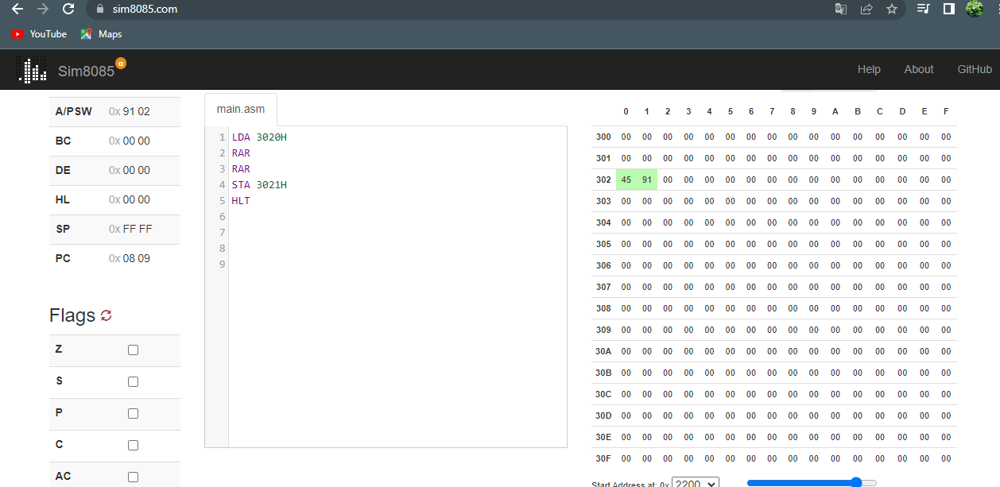 sim8085.com
YouTube Maps
Sim8085 α Help About GitHub
A/PSW 0x 91 02
BC 0x 00 00
DE 0x 00 00
HL 0x 00 00
SP 0x FF FF
PC 0x 08 09
Flags
Z
S
P
C
AC
main.asm
1 LDA 3020H
2 RAR
3 RAR
4 STA 3021H
5 HLT
6
7
8
9
0 1 2 3 4 5 6 7 8 9 A B C D E F
300 00 00 00 00 00 00 00 00 00 00 00 00 00 00 00 00
301 00 00 00 00 00 00 00 00 00 00 00 00 00 00 00 00
302 45 91 00 00 00 00 00 00 00 00 00 00 00 00 00 00
303 00 00 00 00 00 00 00 00 00 00 00 00 00 00 00 00
304 00 00 00 00 00 00 00 00 00 00 00 00 00 00 00 00
305 00 00 00 00 00 00 00 00 00 00 00 00 00 00 00 00
306 00 00 00 00 00 00 00 00 00 00 00 00 00 00 00 00
307 00 00 00 00 00 00 00 00 00 00 00 00 00 00 00 00
308 00 00 00 00 00 00 00 00 00 00 00 00 00 00 00 00
309 00 00 00 00 00 00 00 00 00 00 00 00 00 00 00 00
30A 00 00 00 00 00 00 00 00 00 00 00 00 00 00 00 00
30B 00 00 00 00 00 00 00 00 00 00 00 00 00 00 00 00
30C 00 00 00 00 00 00 00 00 00 00 00 00 00 00 00 00
30D 00 00 00 00 00 00 00 00 00 00 00 00 00 00 00 00
30E 00 00 00 00 00 00 00 00 00 00 00 00 00 00 00 00
30F 00 00 00 00 00 00 00 00 00 00 00 00 00 00 00 00
Start Address at: 0x 2200